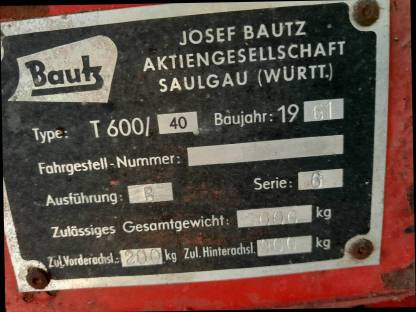 Bautz
JOSEF BAUTZ
AKTIENGESELLSCHAFT
SAULGAU (WÜRTT.)
Type: T 600/ 40 Baujahr: 19 61
Fahrgestell-Nummer:
Ausführung: B Serie: 6
Zulässiges Gesamtgewicht: kg
Zul.Vorderachsl.: 200 kg Zul. Hinterachsl. kg